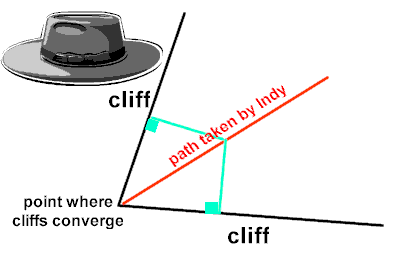 cliff
path taken by Indy
point where
cliffs converge
cliff